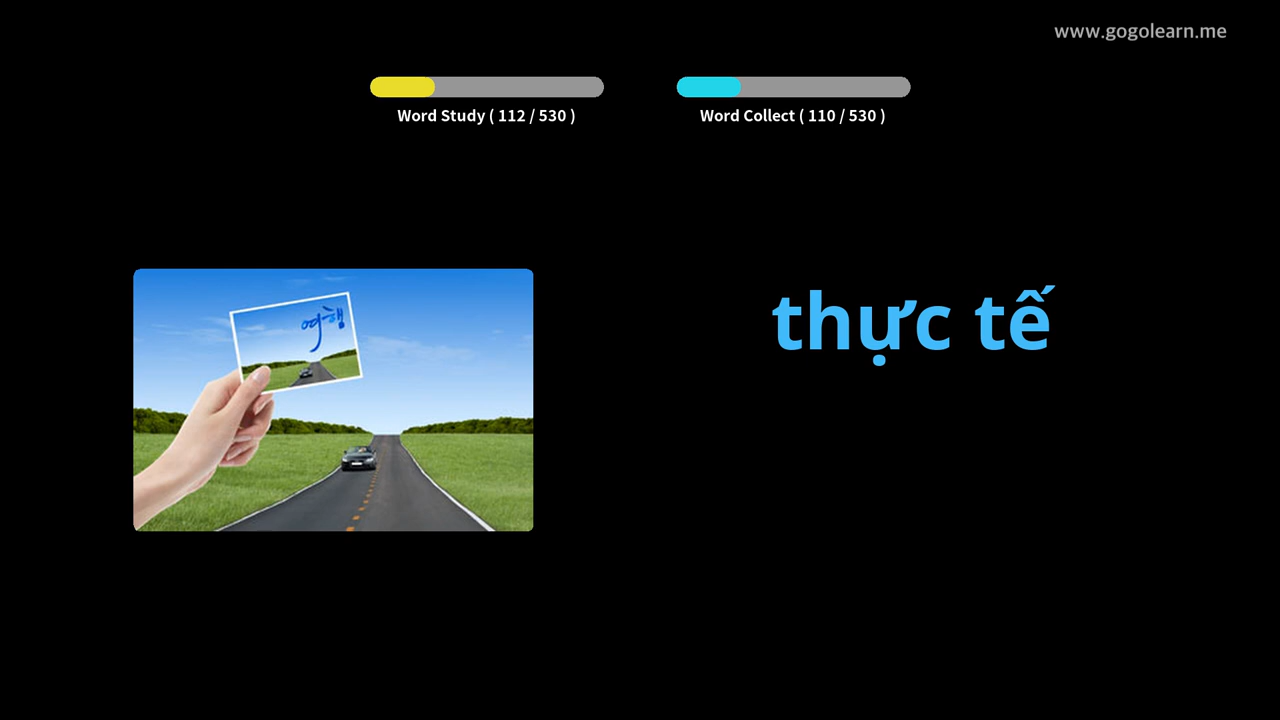 www.gogolearn.me
Word Study ( 112 / 530 )
Word Collect ( 110 / 530 )
여행
thực tế